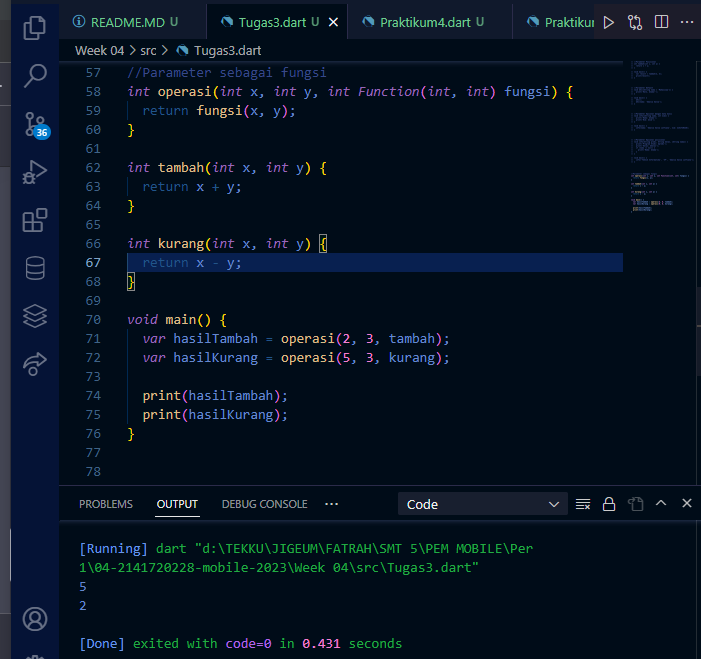 README.MD U
Tugas3.dart U
Praktikum4.dart U
Praktikur
Week 04 > src > Tugas3.dart
57 //Parameter sebagai fungsi
58 int operasi(int x, int y, int Function(int, int) fungsi) {
59 return fungsi(x, y);
60 }
61
62 int tambah(int x, int y) {
63 return x + y;
64 }
65
66 int kurang(int x, int y) {
67 return x - y;
68 }
69
70 void main() {
71 var hasilTambah = operasi(2, 3, tambah);
72 var hasilKurang = operasi(5, 3, kurang);
73
74 print(hasilTambah);
75 print(hasilKurang);
76 }
77
78
36
PROBLEMS OUTPUT DEBUG CONSOLE ··· Code
[Running] dart "d:\TEKKU\JIGEUM\FATRAH\SMT 5\PEM MOBILE\Per
1\04-2141720228-mobile-2023\Week 04\src\Tugas3.dart"
5
2
[Done] exited with code=0 in 0.431 seconds